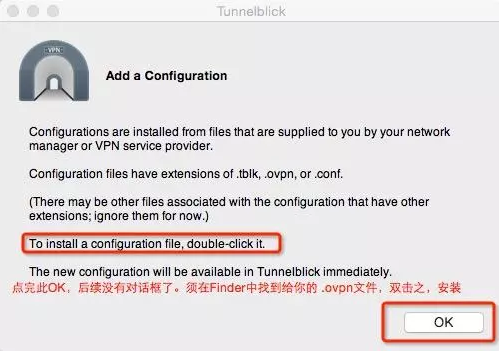 Tunnelblick
VPN
Add a Configuration
Configurations are installed from files that are supplied to you by your network
manager or VPN service provider.
Configuration files have extensions of .tblk, .ovpn, or .conf.
(There may be other files associated with the configuration that have other
extensions; ignore them for now.)
To install a configuration file, double-click it.
The new configuration will be available in Tunnelblick immediately.
点完此OK，后续没有对话框了。须在Finder中找到给你的 .ovpn文件，双击之，安装
OK